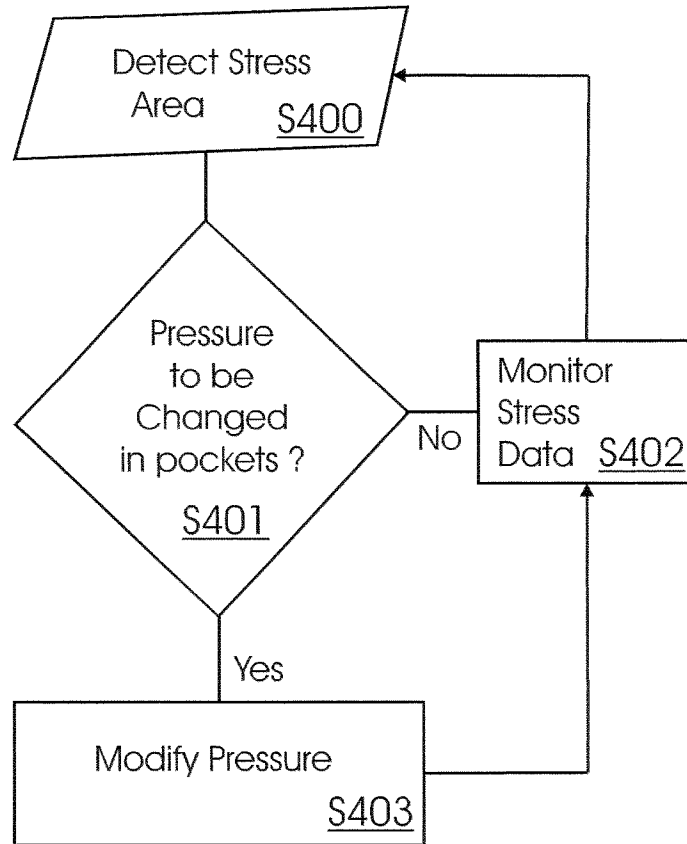 Detect Stress
Area S400
Pressure
to be
Changed
in pockets ?
S401
No
Monitor
Stress
Data S402
Yes
Modify Pressure
S403